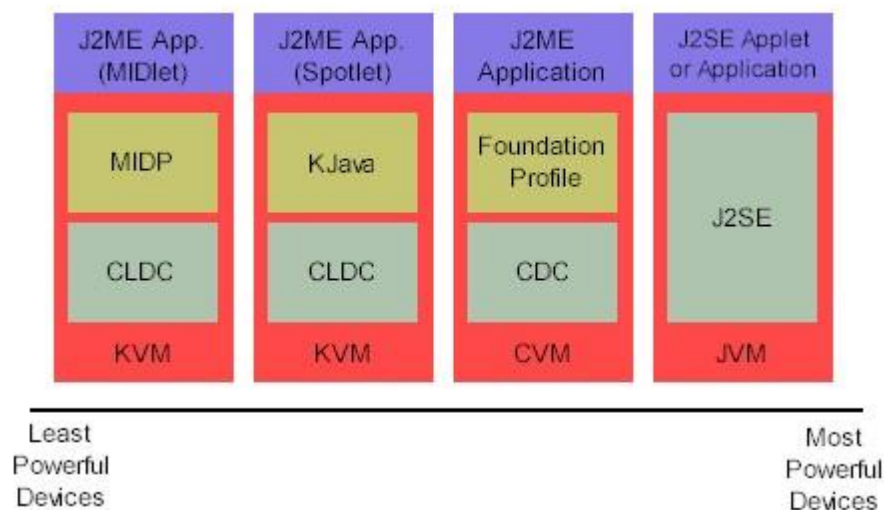 J2ME App.
(MIDlet)
MIDP
CLDC
KVM
J2ME App.
(Spotlet)
KJava
CLDC
KVM
J2ME
Application
Foundation
Profile
CDC
CVM
J2SE Applet
or Application
J2SE
JVM
Least
Powerful
Devices
Most
Powerful
Devices